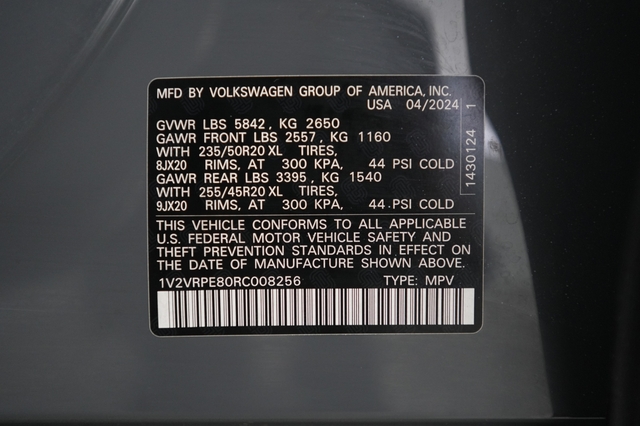 MFD BY VOLKSWAGEN GROUP OF AMERICA, INC.
USA 04/2024
GVWR LBS 5842, KG 2650
GAWR FRONT LBS 2557, KG 1160
WITH 235/50R20 XL TIRES,
8JX20 RIMS, AT 300 KPA, 44 PSI COLD
GAWR REAR LBS 3395, KG 1540
WITH 255/45R20 XL TIRES,
9JX20 RIMS, AT 300 KPA, 44 PSI COLD
1430124 1
THIS VEHICLE CONFORMS TO ALL APPLICABLE
U.S. FEDERAL MOTOR VEHICLE SAFETY AND
THEFT PREVENTION STANDARDS IN EFFECT ON
THE DATE OF MANUFACTURE SHOWN ABOVE.
1V2VRPE80RC008256 TYPE: MPV